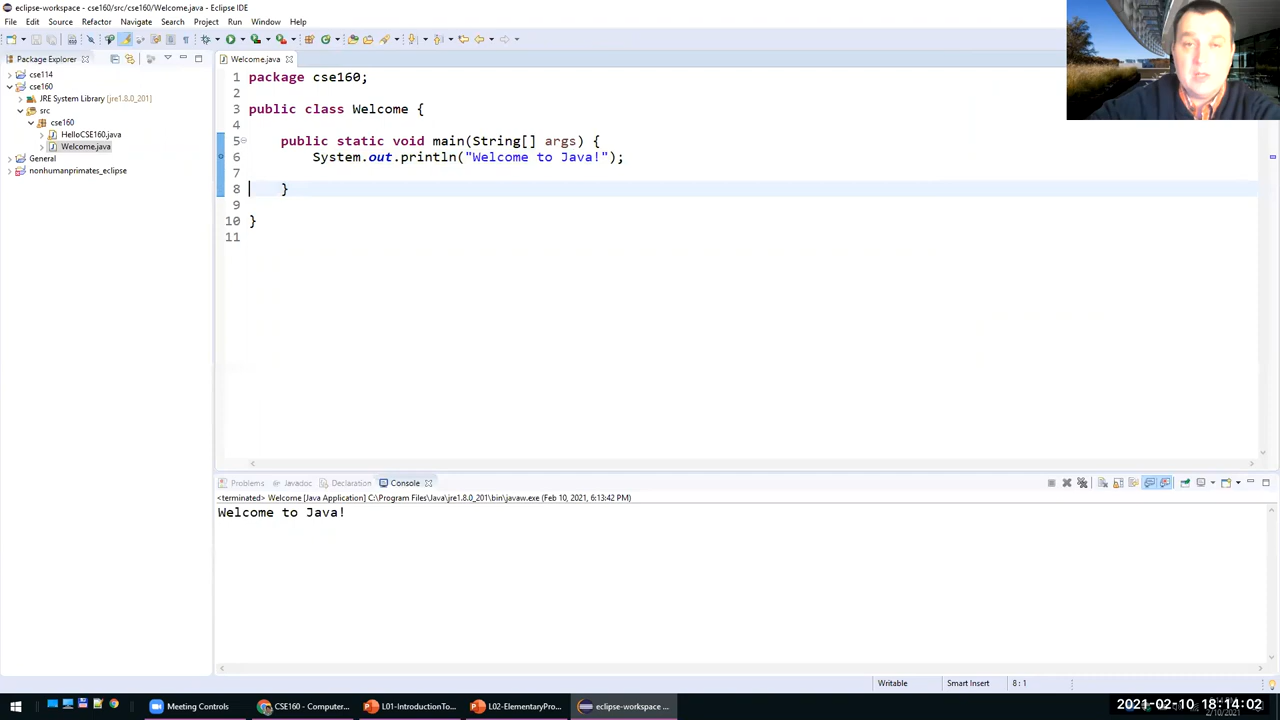 eclipse-workspace - cse160/src/cse160/Welcome.java - Eclipse IDE
File Edit Source Refactor Navigate Search Project Run Window Help
Package Explorer
cse114
cse160
JRE System Library [jre1.8.0_201]
src
cse160
HelloCSE160.java
Welcome.java
General
nonhumanprimates_eclipse
Welcome.java
1 package cse160;
2
3 public class Welcome {
4
5 public static void main(String[] args) {
6 System.out.println("Welcome to Java!");
7
8 }
9
10 }
11
Problems Javadoc Declaration Console
<terminated> Welcome [Java Application] C:\Program Files\Java\jre1.8.0_201\bin\javaw.exe (Feb 10, 2021, 6:13:42 PM)
Welcome to Java!
Writable Smart Insert 8 : 1
Meeting Controls CSE160 - Computer... L01-IntroductionTo... L02-ElementaryPro... eclipse-workspace ...
2021-02-10 18:14:02
2/10/2021